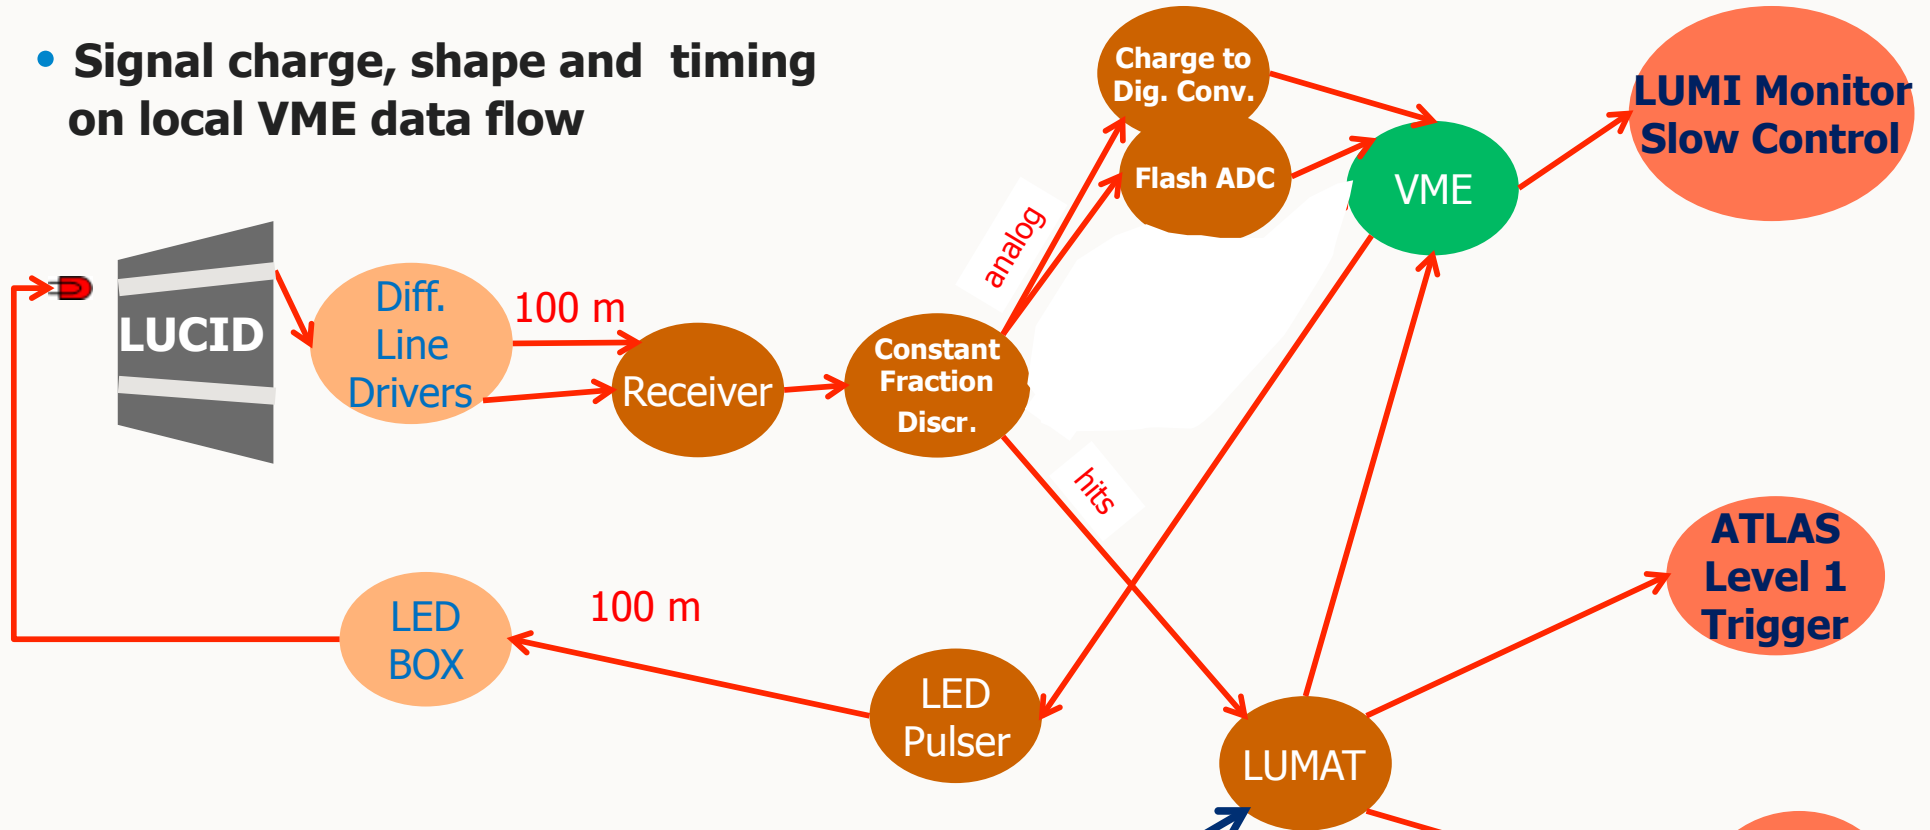 • Signal charge, shape and timing
on local VME data flow
Charge to
Dig. Conv.
Flash ADC
VME
LUMI Monitor
Slow Control
analog
LUCID
Diff.
Line
Drivers
100 m
Receiver
Constant
Fraction
Discr.
hits
ATLAS
Level 1
Trigger
LED
BOX
100 m
LED
Pulser
LUMAT